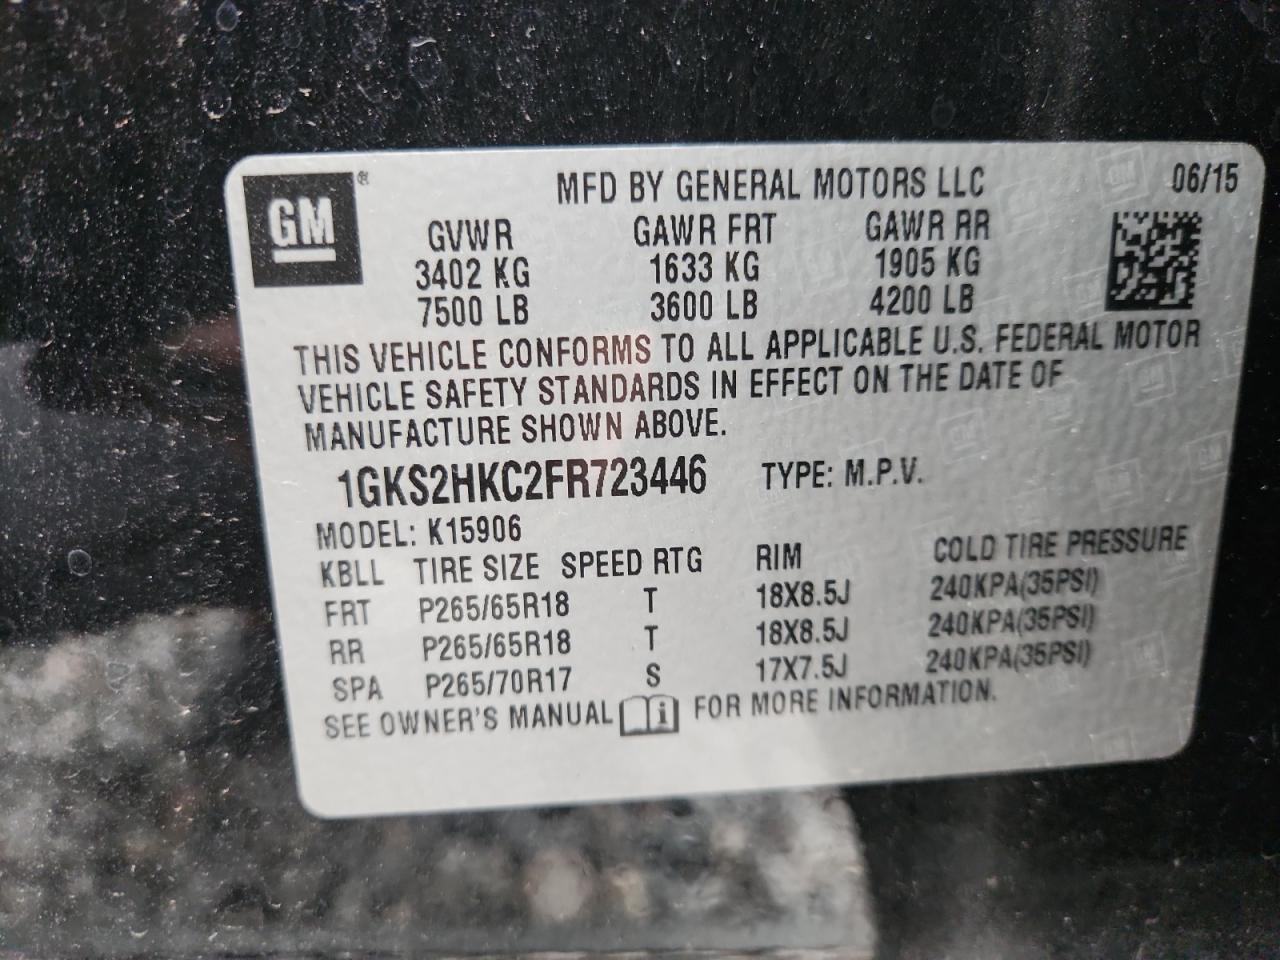 GM ® MFD BY GENERAL MOTORS LLC 06/15
GVWR GAWR FRT GAWR RR
3402 KG 1633 KG 1905 KG
7500 LB 3600 LB 4200 LB
THIS VEHICLE CONFORMS TO ALL APPLICABLE U.S. FEDERAL MOTOR
VEHICLE SAFETY STANDARDS IN EFFECT ON THE DATE OF
MANUFACTURE SHOWN ABOVE.
1GKS2HKC2FR723446 TYPE: M.P.V.
MODEL: K15906
KBLL TIRE SIZE SPEED RTG RIM COLD TIRE PRESSURE
FRT P265/65R18 T 18X8.5J 240KPA(35PSI)
RR P265/65R18 T 18X8.5J 240KPA(35PSI)
SPA P265/70R17 S 17X7.5J 240KPA(35PSI)
SEE OWNER'S MANUAL i FOR MORE INFORMATION.